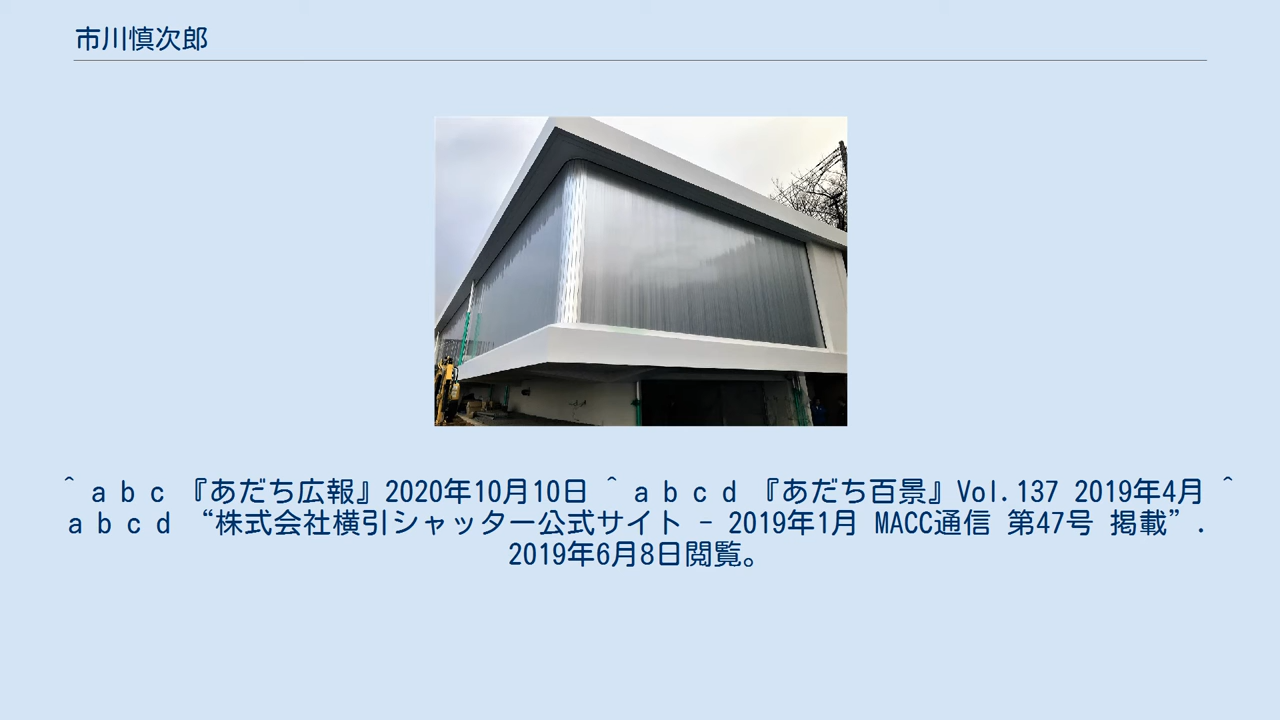 市川慎次郎
^ a b c 『あだち広報』2020年10月10日 ^ a b c d 『あだち百景』Vol.137 2019年4月 ^
a b c d “株式会社横引シャッター公式サイト - 2019年1月 MACC通信 第47号 掲載”.
2019年6月8日閲覧。